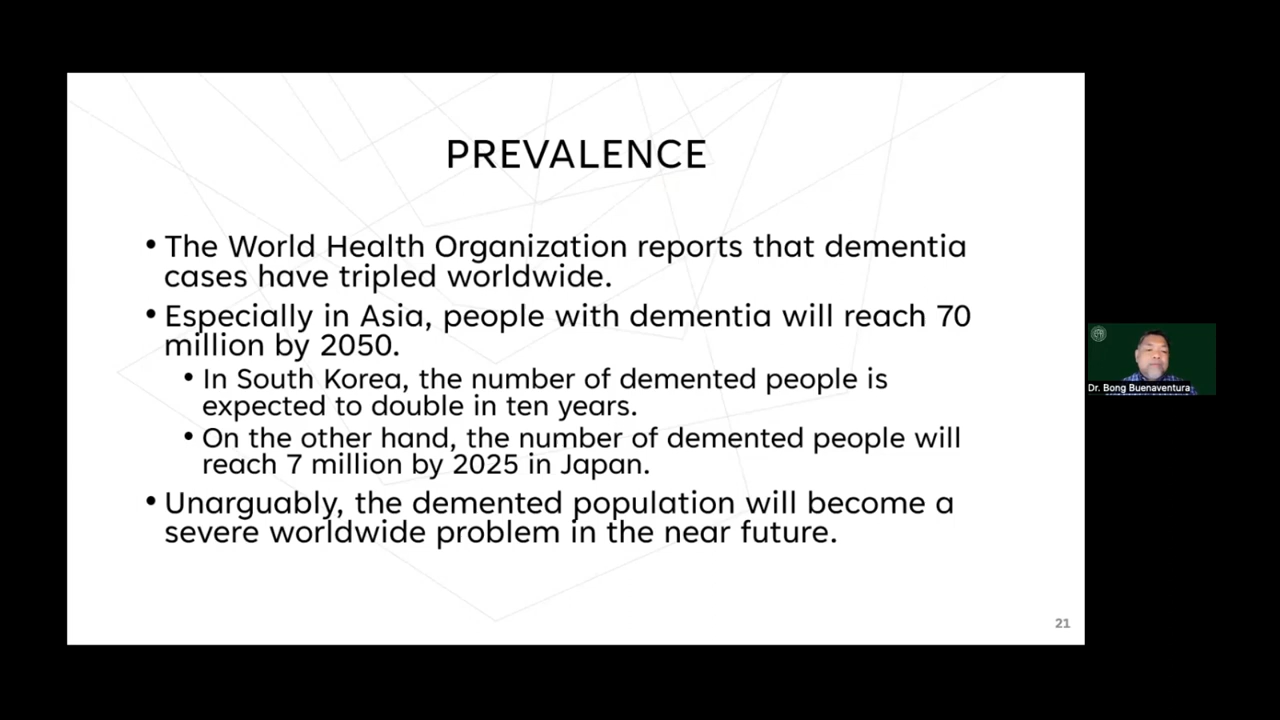 PREVALENCE
• The World Health Organization reports that dementia
cases have tripled worldwide.
• Especially in Asia, people with dementia will reach 70
million by 2050.
• In South Korea, the number of demented people is
expected to double in ten years.
• On the other hand, the number of demented people will
reach 7 million by 2025 in Japan.
• Unarguably, the demented population will become a
severe worldwide problem in the near future.
21
Dr. Bong Buenaventura